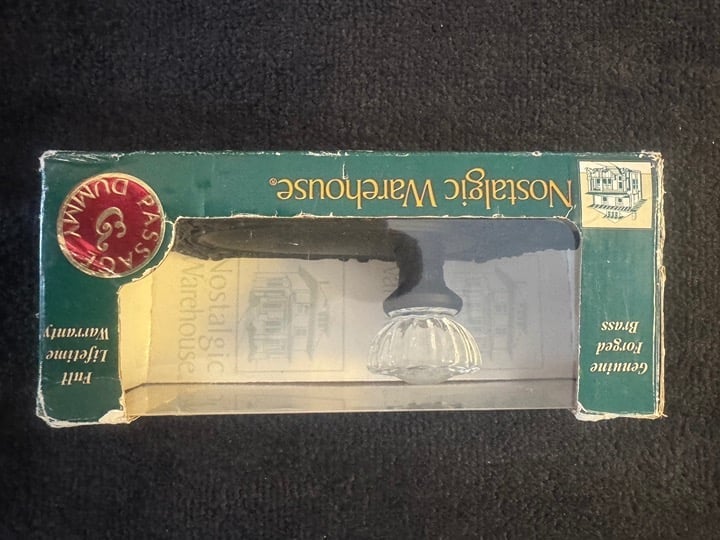 Nostalgic Warehouse®
PASSAGE
&
DUMMY
Genuine
Forged
Brass
Full
Lifetime
Warranty
Nostalgic
Warehouse